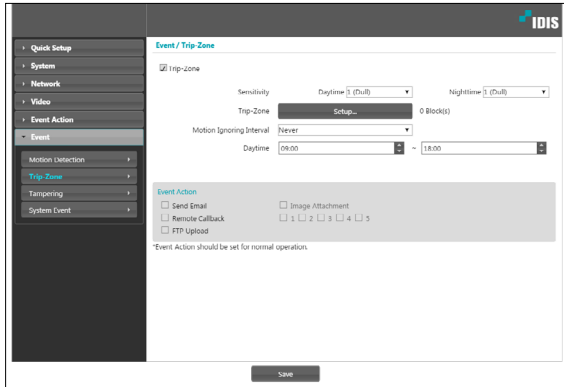 IDIS
Quick Setup
System
Network
Video
Event Action
Event
Motion Detection
Trip-Zone
Tampering
System Event
Event / Trip-Zone
Trip-Zone
Sensitivity Daytime 1 (Dull) Nighttime 1 (Dull)
Trip-Zone Setup... 0 Block(s)
Motion Ignoring Interval Never
Daytime 09:00 ~ 18:00
Event Action
Send Email Image Attachment
Remote Callback 1 2 3 4 5
FTP Upload
*Event Action should be set for normal operation.
Save